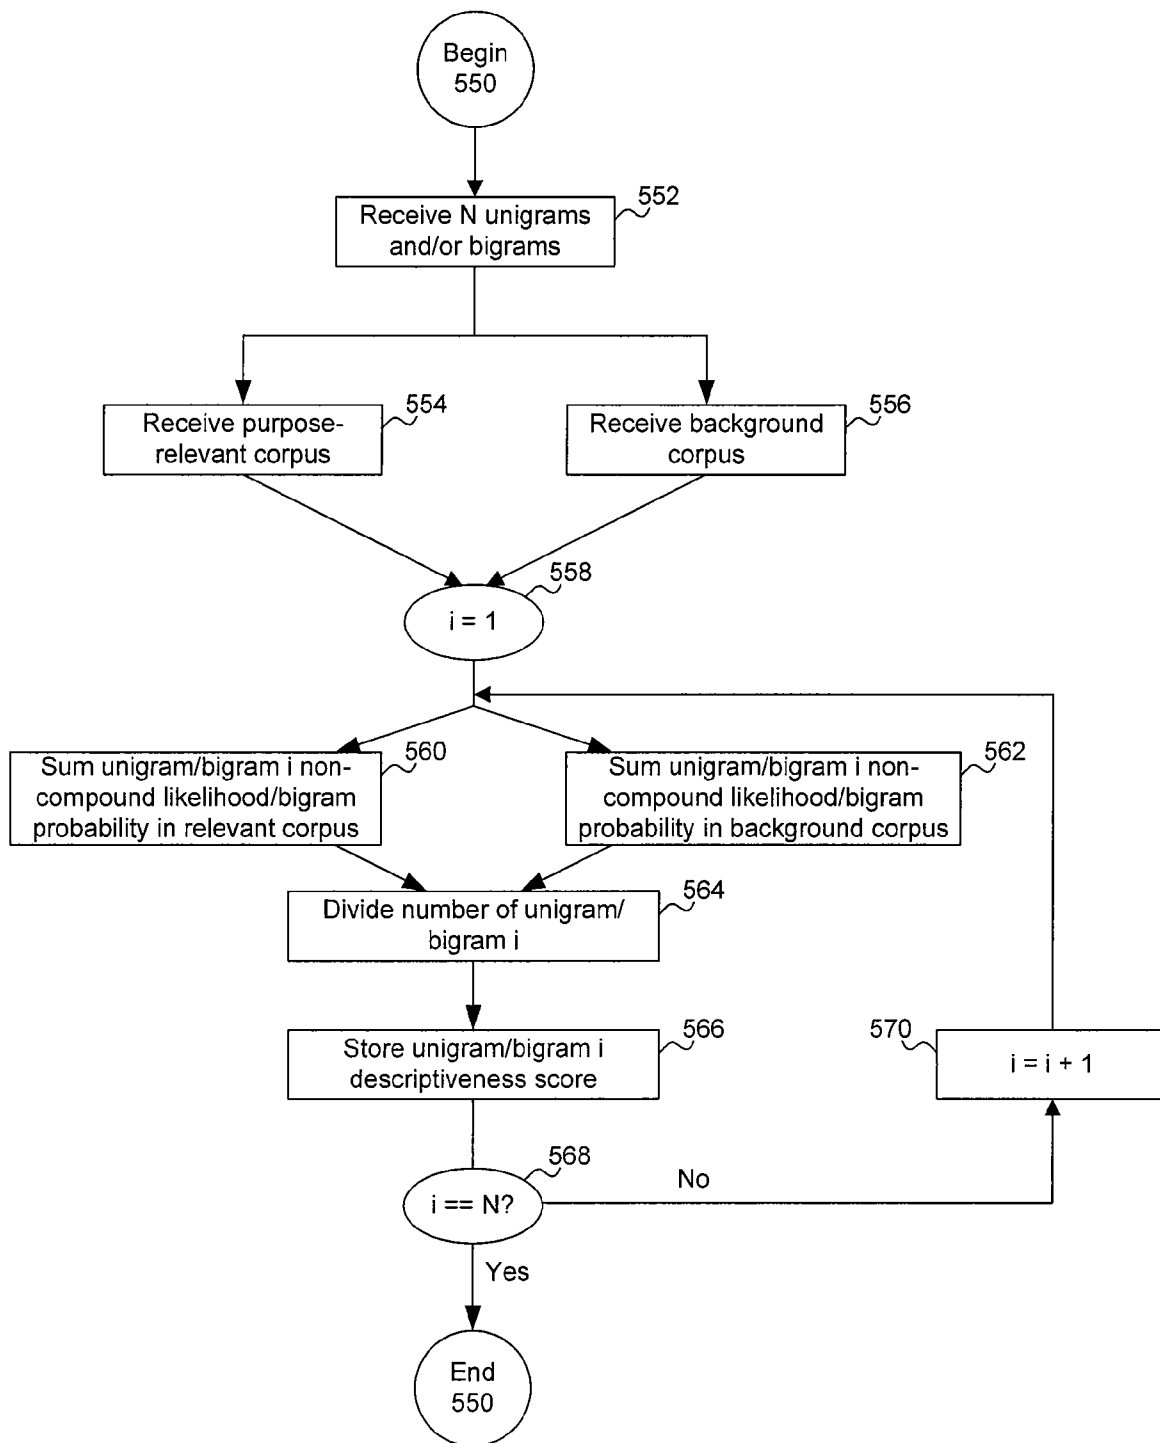 Begin
550
552
Receive N unigrams
and/or bigrams
554
Receive purpose-
relevant corpus
556
Receive background
corpus
558
i = 1
560
Sum unigram/bigram i non-
compound likelihood/bigram
probability in relevant corpus
562
Sum unigram/bigram i non-
compound likelihood/bigram
probability in background corpus
564
Divide number of unigram/
bigram i
566
Store unigram/bigram i
descriptiveness score
570
i = i + 1
568
i == N?
No
Yes
End
550